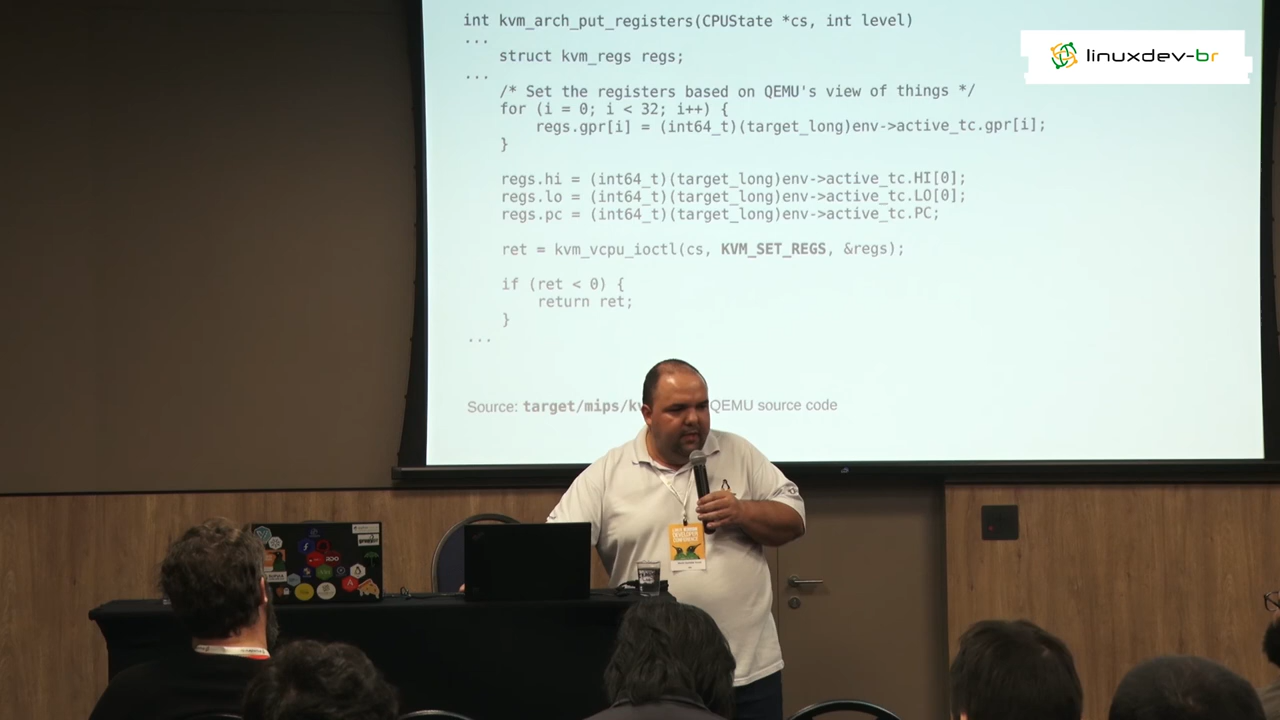 int kvm_arch_put_registers(CPUState *cs, int level)
...
struct kvm_regs regs;
...
/* Set the registers based on QEMU's view of things */
for (i = 0; i < 32; i++) {
regs.gpr[i] = (int64_t)(target_long)env->active_tc.gpr[i];
}
regs.hi = (int64_t)(target_long)env->active_tc.HI[0];
regs.lo = (int64_t)(target_long)env->active_tc.LO[0];
regs.pc = (int64_t)(target_long)env->active_tc.PC;
ret = kvm_vcpu_ioctl(cs, KVM_SET_REGS, &regs);
if (ret < 0) {
return ret;
}
...
Source: target/mips/kv QEMU source code
linuxdev-br
DEVELOPER
CONFERENCE